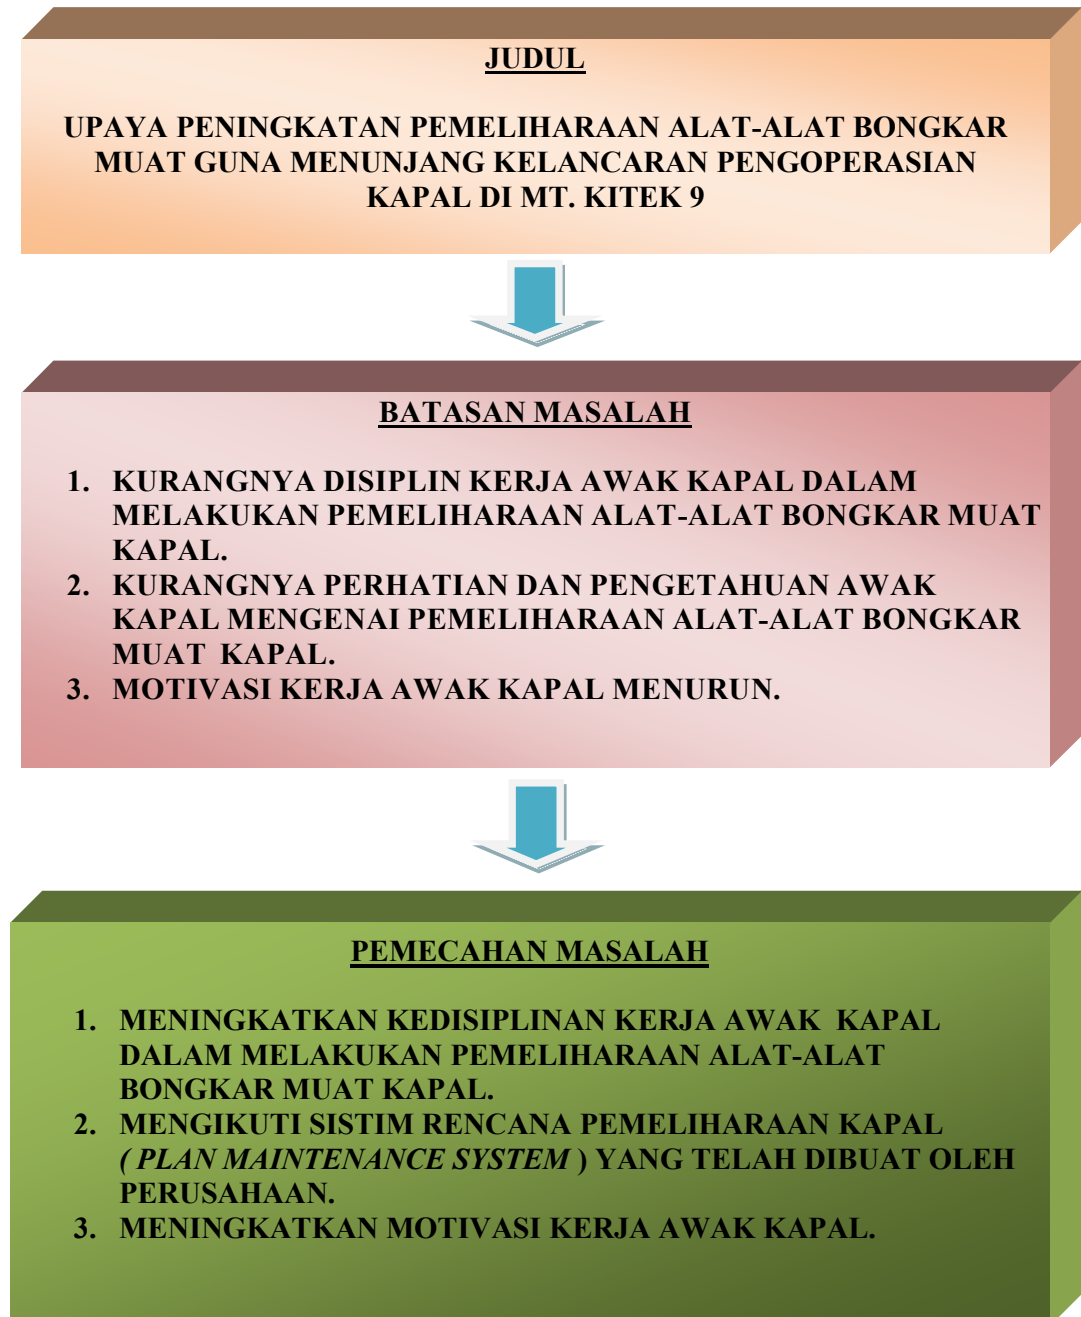 JUDUL
UPAYA PENINGKATAN PEMELIHARAAN ALAT-ALAT BONGKAR
MUAT GUNA MENUNJANG KELANCARAN PENGOPERASIAN
KAPAL DI MT. KITEK 9
BATASAN MASALAH
1. KURANGNYA DISIPLIN KERJA AWAK KAPAL DALAM
MELAKUKAN PEMELIHARAAN ALAT-ALAT BONGKAR MUAT
KAPAL.
2. KURANGNYA PERHATIAN DAN PENGETAHUAN AWAK
KAPAL MENGENAI PEMELIHARAAN ALAT-ALAT BONGKAR
MUAT KAPAL.
3. MOTIVASI KERJA AWAK KAPAL MENURUN.
PEMECAHAN MASALAH
1. MENINGKATKAN KEDISIPLINAN KERJA AWAK KAPAL
DALAM MELAKUKAN PEMELIHARAAN ALAT-ALAT
BONGKAR MUAT KAPAL.
2. MENGIKUTI SISTIM RENCANA PEMELIHARAAN KAPAL
( PLAN MAINTENANCE SYSTEM ) YANG TELAH DIBUAT OLEH
PERUSAHAAN.
3. MENINGKATKAN MOTIVASI KERJA AWAK KAPAL.